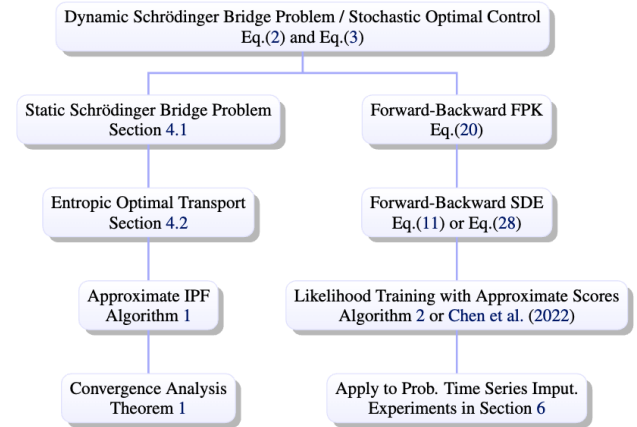 Dynamic Schrödinger Bridge Problem / Stochastic Optimal Control
Eq.(2) and Eq.(3)
Static Schrödinger Bridge Problem
Section 4.1
Forward-Backward FPK
Eq.(20)
Entropic Optimal Transport
Section 4.2
Forward-Backward SDE
Eq.(11) or Eq.(28)
Approximate IPF
Algorithm 1
Likelihood Training with Approximate Scores
Algorithm 2 or Chen et al. (2022)
Convergence Analysis
Theorem 1
Apply to Prob. Time Series Imput.
Experiments in Section 6